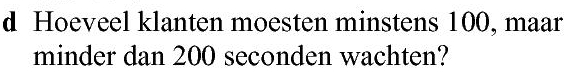 d Hoeveel klanten moesten minstens 100, maar
minder dan 200 seconden wachten?